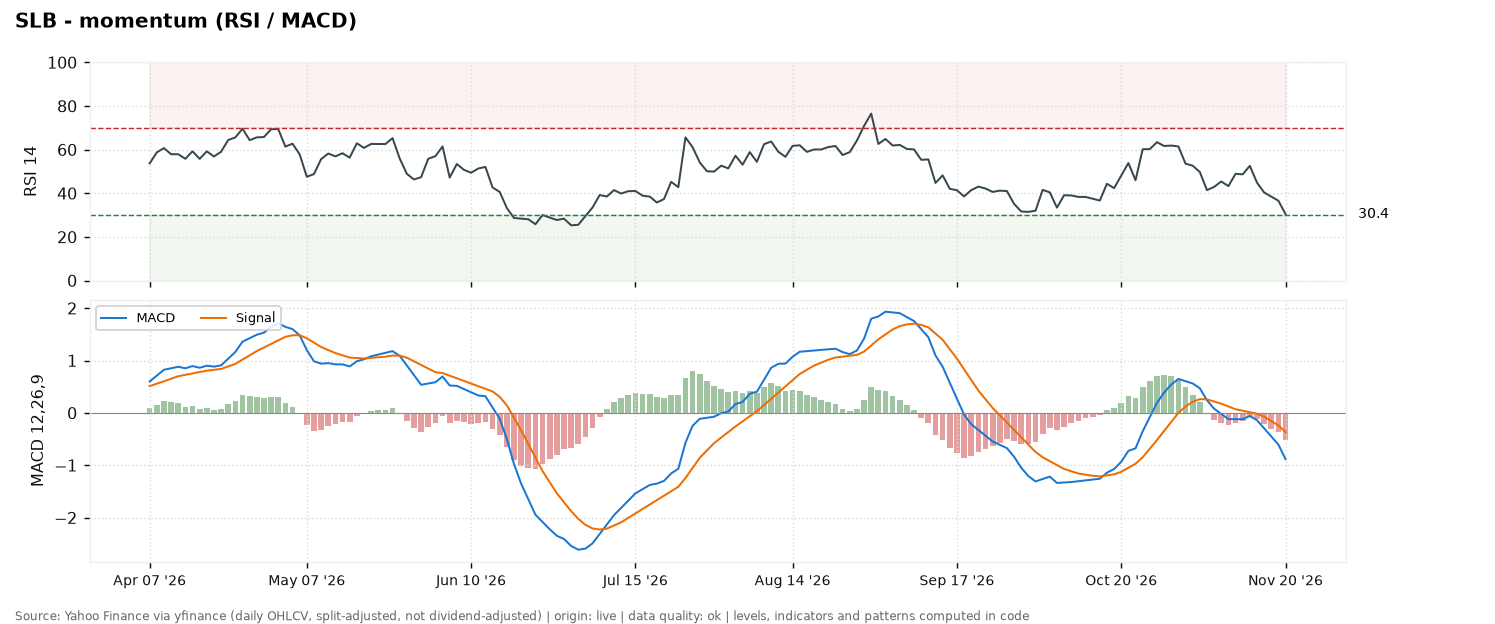 SLB - momentum (RSI / MACD)
100
80
60
40
20
0
RSI 14
30.4
MACD
Signal
2
1
0
−1
−2
MACD 12,26,9
Apr 07 '26
May 07 '26
Jun 10 '26
Jul 15 '26
Aug 14 '26
Sep 17 '26
Oct 20 '26
Nov 20 '26
Source: Yahoo Finance via yfinance (daily OHLCV, split-adjusted, not dividend-adjusted) | origin: live | data quality: ok | levels, indicators and patterns computed in code